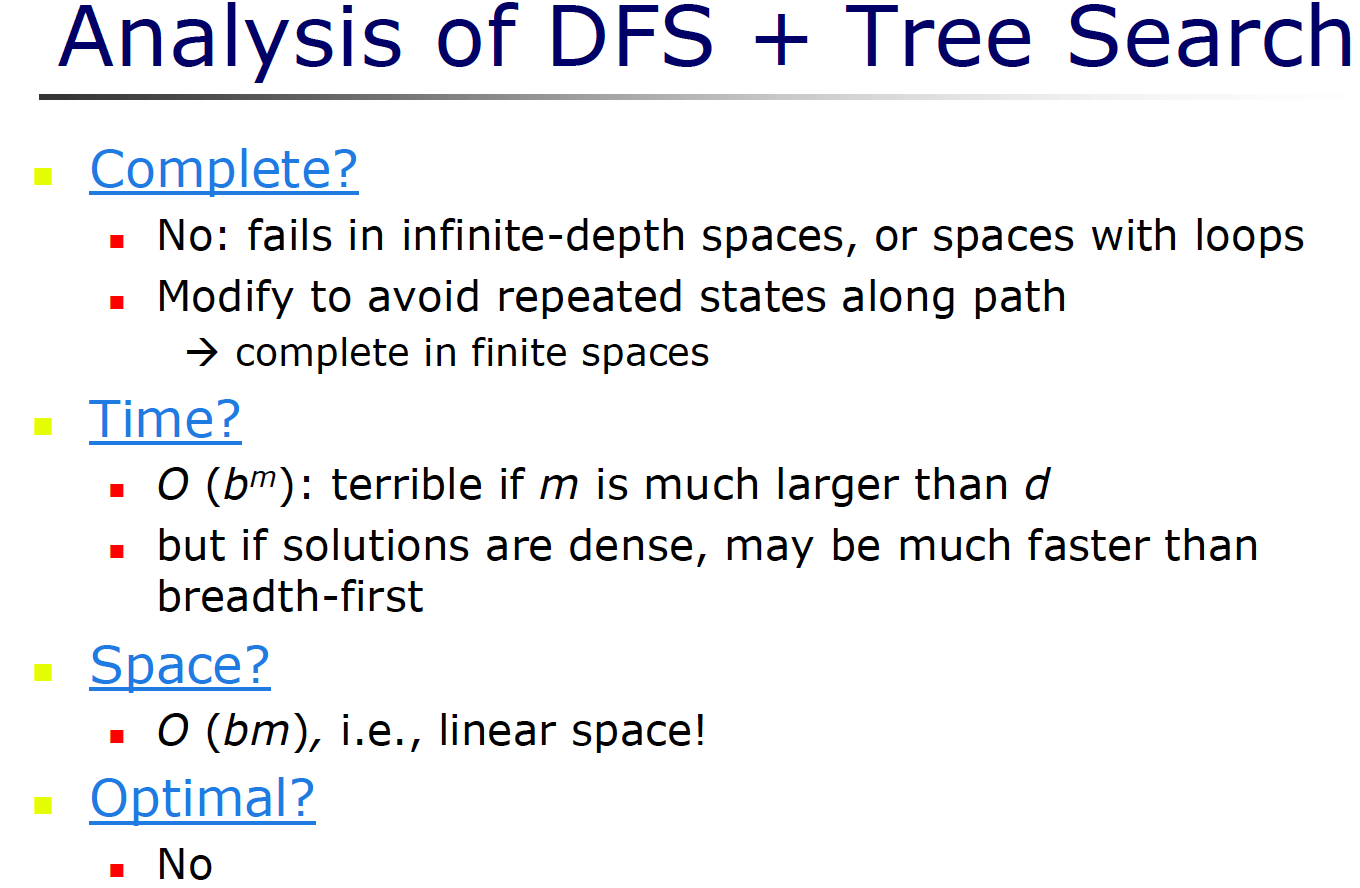 Analysis of DFS + Tree Search
Complete?
No: fails in infinite-depth spaces, or spaces with loops
Modify to avoid repeated states along path
→ complete in finite spaces
Time?
O (bᵐ): terrible if m is much larger than d
but if solutions are dense, may be much faster than
breadth-first
Space?
O (bm), i.e., linear space!
Optimal?
No